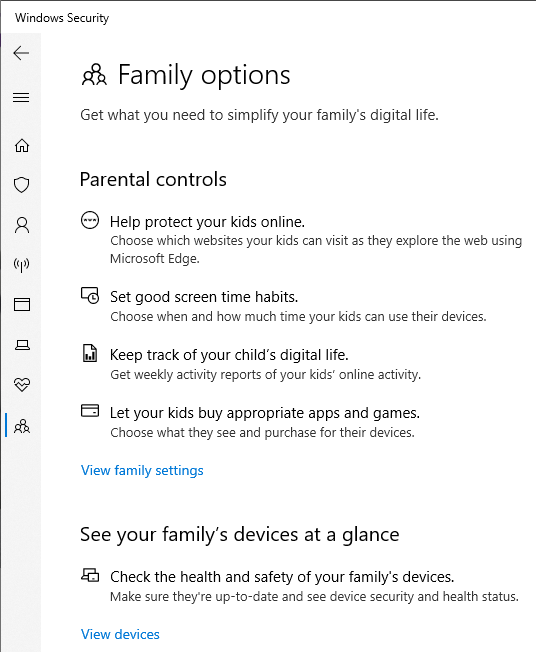 Windows Security
Family options
Get what you need to simplify your family's digital life.
Parental controls
Help protect your kids online.
Choose which websites your kids can visit as they explore the web using
Microsoft Edge.
Set good screen time habits.
Choose when and how much time your kids can use their devices.
Keep track of your child’s digital life.
Get weekly activity reports of your kids’ online activity.
Let your kids buy appropriate apps and games.
Choose what they see and purchase for their devices.
View family settings
See your family’s devices at a glance
Check the health and safety of your family's devices.
Make sure they're up-to-date and see device security and health status.
View devices